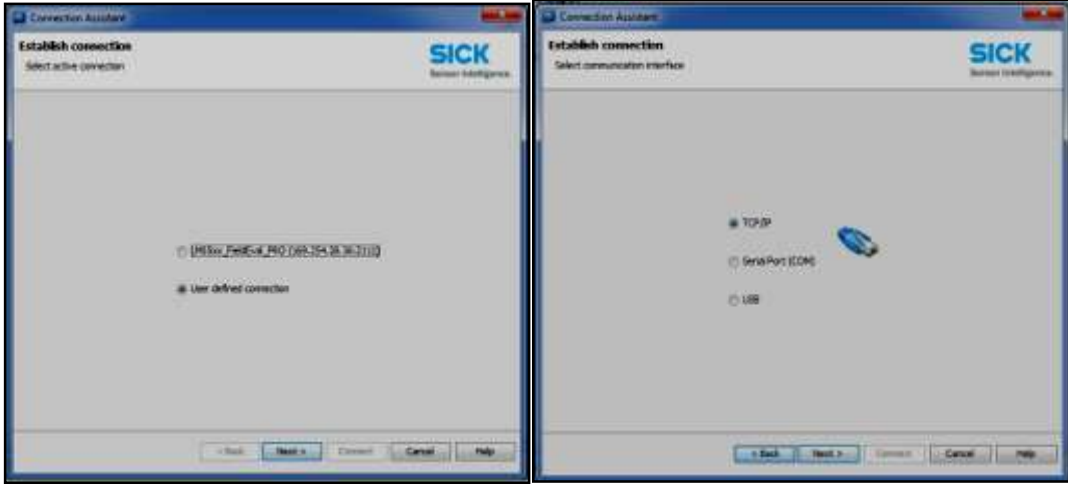 Connection Assistant
Establish connection
Select active connection
SICK
Sensor Intelligence.
User defined connection
< Back
Next >
Connect
Cancel
Help
Connection Assistant
Establish connection
Select communication interface
SICK
Sensor Intelligence.
TCP/IP
Serial Port (COM)
USB
< Back
Next >
Connect
Cancel
Help